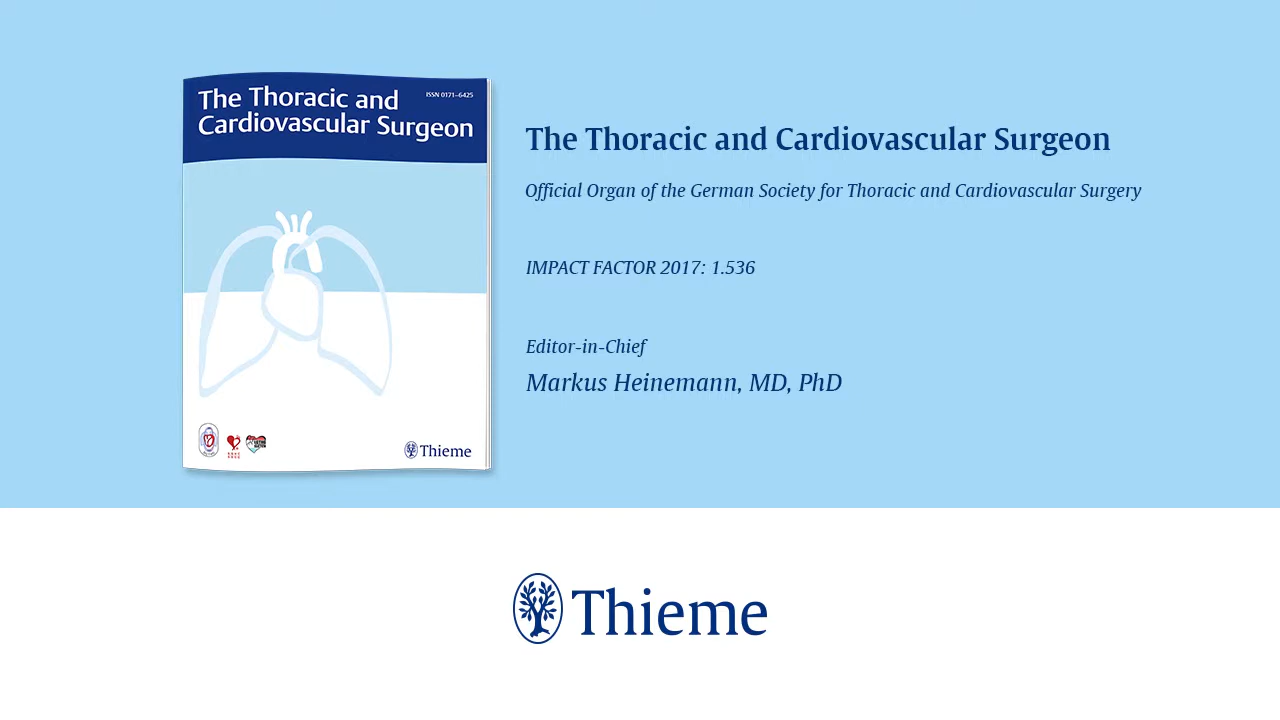 The Thoracic and
Cardiovascular Surgeon
ISSN 0171-6425
Thieme
The Thoracic and Cardiovascular Surgeon
Official Organ of the German Society for Thoracic and Cardiovascular Surgery
IMPACT FACTOR 2017: 1.536
Editor-in-Chief
Markus Heinemann, MD, PhD
Thieme